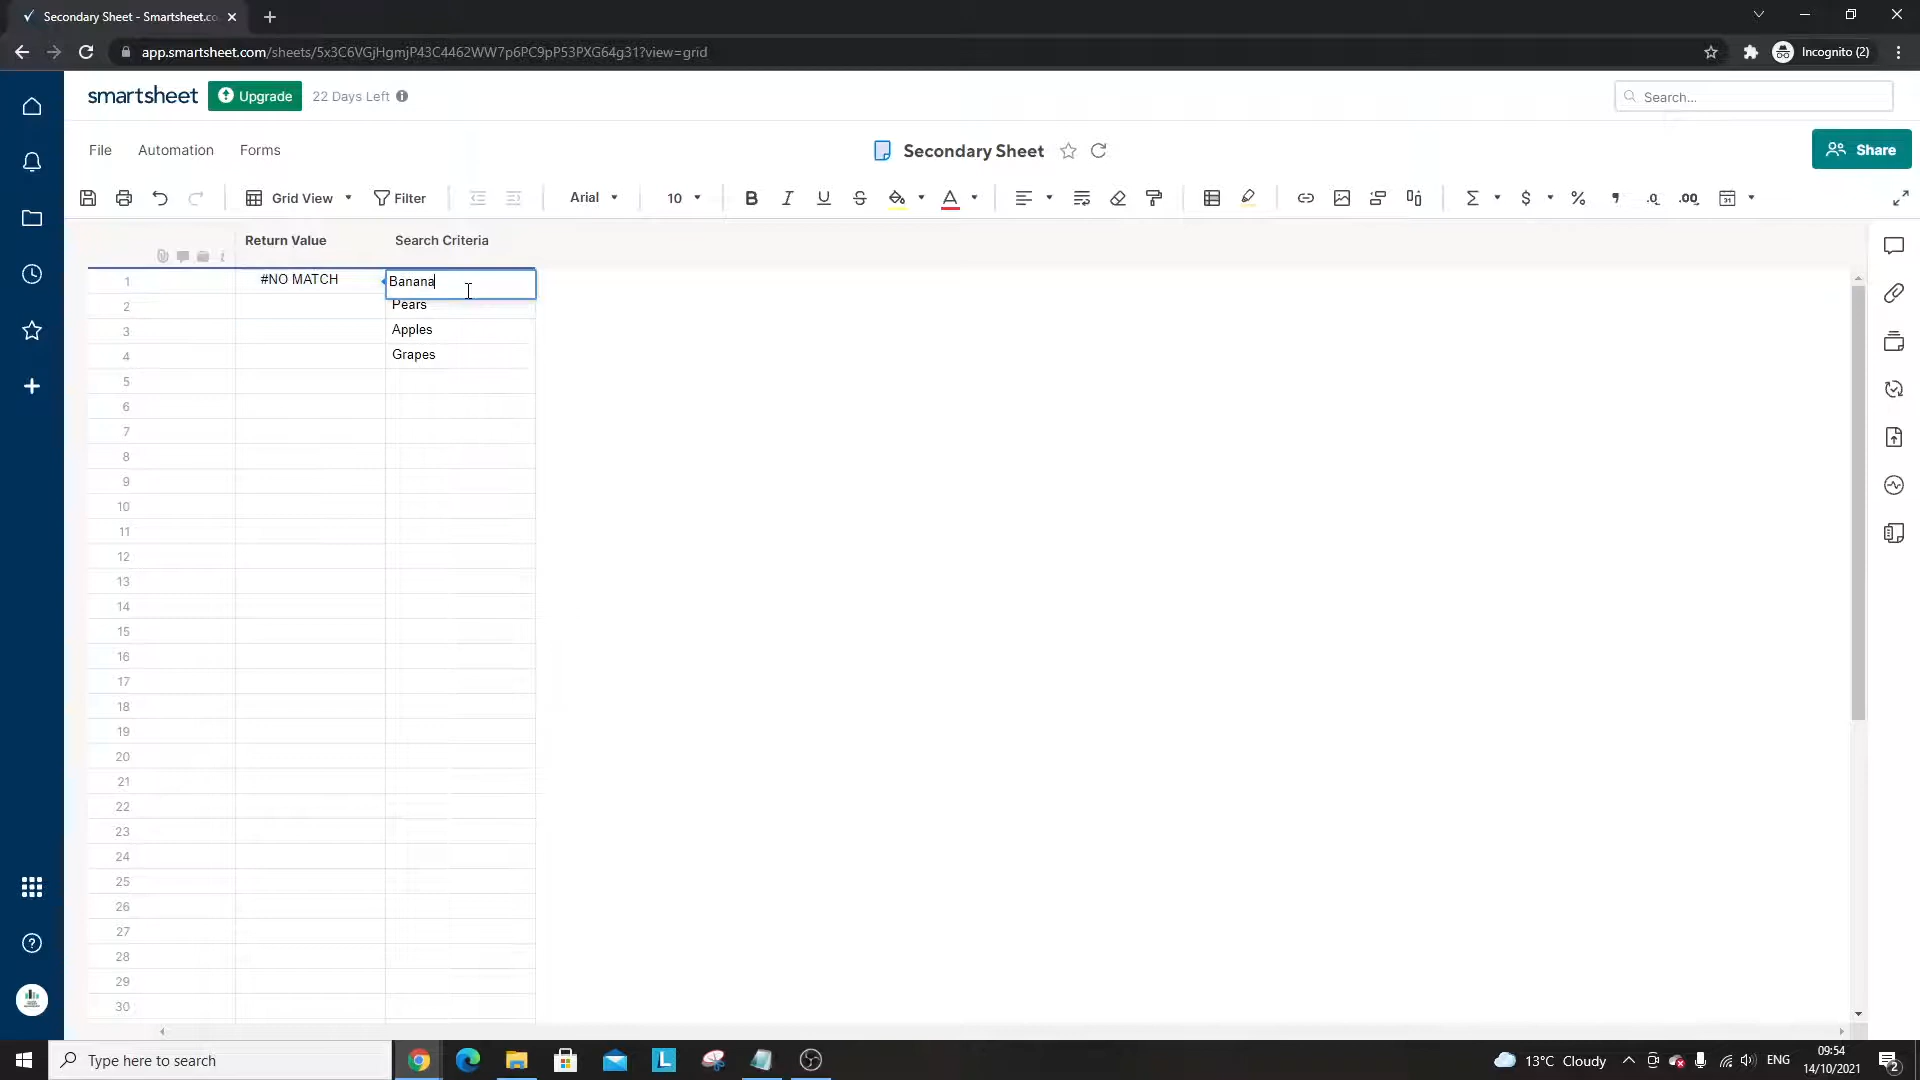 Secondary Sheet - Smartsheet.co
app.smartsheet.com/sheets/5x3C6VGjHgmjP43C4462WW7p6PC9pP53PXG64g31?view=grid
Incognito (2)
smartsheet
Upgrade
22 Days Left
Search...
File
Automation
Forms
Secondary Sheet
Share
Grid View
Filter
Arial
10
B
I
U
S
A
Σ
$
%
.0
.00
31
Return Value
Search Criteria
1 #NO MATCH Banana
2 Pears
3 Apples
4 Grapes
5
6
7
8
9
10
11
12
13
14
15
16
17
18
19
20
21
22
23
24
25
26
27
28
29
30
Type here to search
L
13°C Cloudy
ENG
09:54
14/10/2021
2